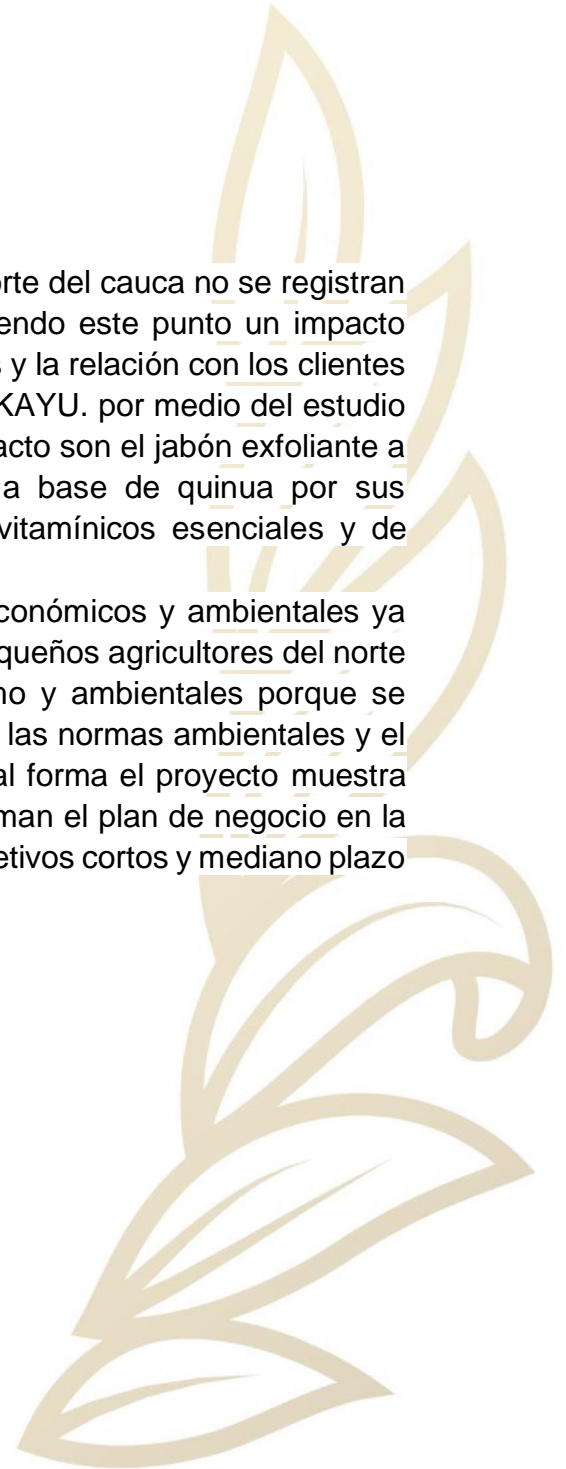 orte del cauca no se registran
endo este punto un impacto
s y la relación con los clientes
KAYU. por medio del estudio
acto son el jabón exfoliante a
a base de quinua por sus
vitamínicos esenciales y de
conómicos y ambientales ya
queños agricultores del norte
no y ambientales porque se
las normas ambientales y el
al forma el proyecto muestra
man el plan de negocio en la
etivos cortos y mediano plazo